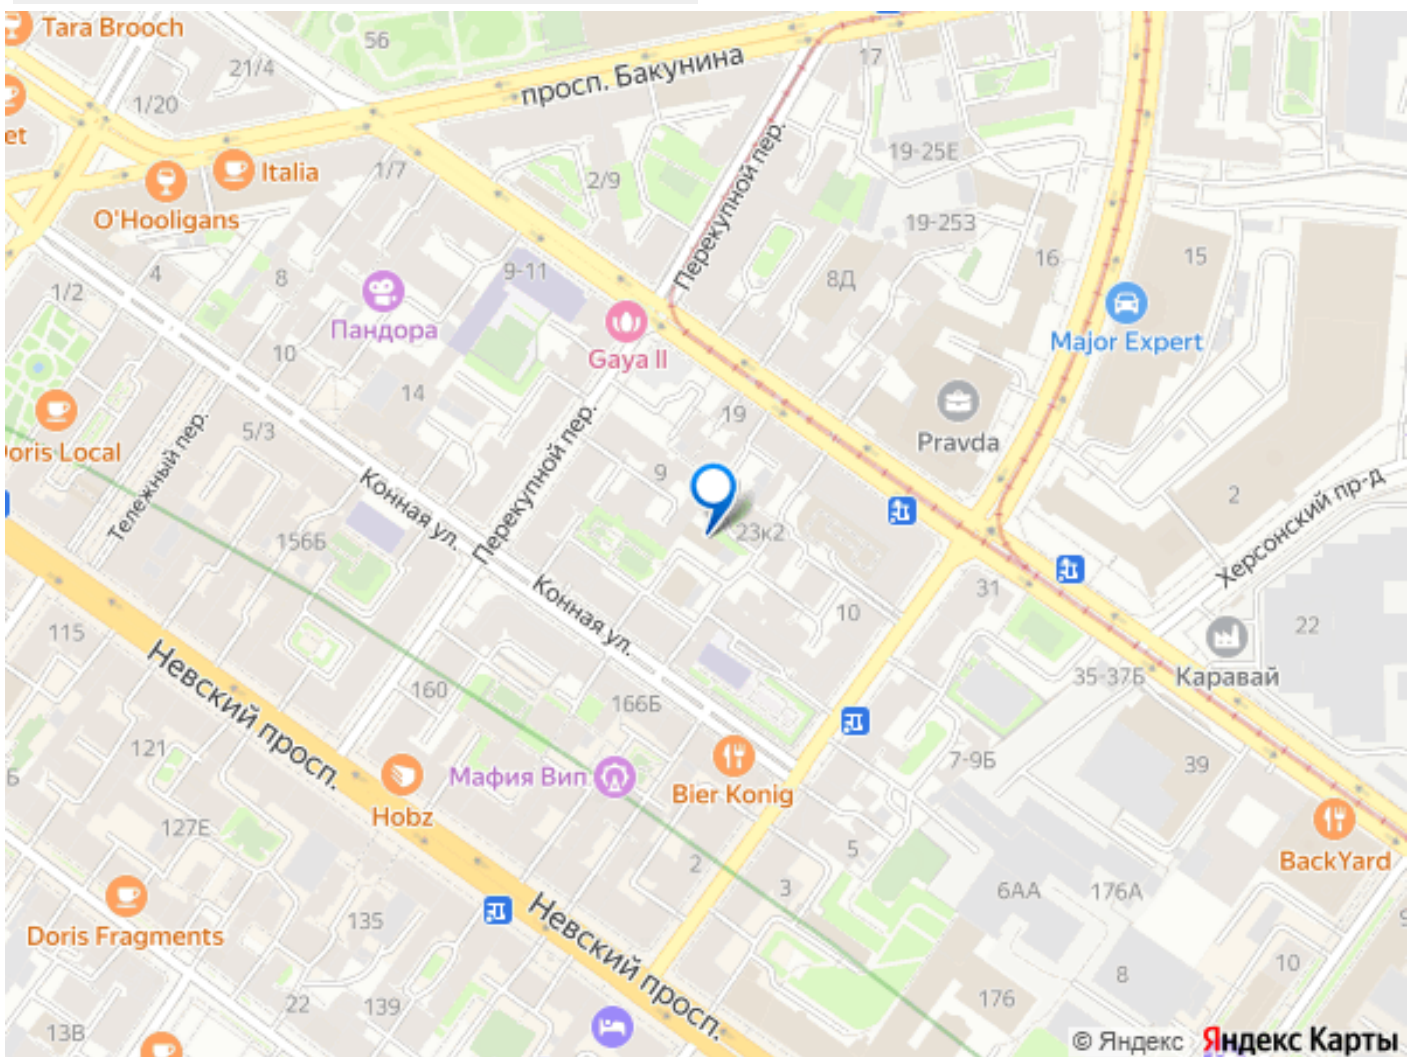 Tara Brooch
56
21/4
1/20
просп. Бакунина
17
et
Italia
1/7
2/9
Перекупной пер.
19-25Е
O'Hooligans
19-253
4
8
9-11
8Д
16
15
1/2
Пандора
Gaya II
Major Expert
10
14
19
Pravda
5/3
Doris Local
Тележный пер.
Конная ул.
Перекупной пер.
9
23к2
2
Херсонский пр-д
156Б
Конная ул.
10
31
22
115
Невский просп.
160
166Б
35-37Б
Каравай
121
Б
Мафия Вип
Bier Konig
7-9Б
39
Hobz
127Е
2
5
3
BackYard
6АА
176А
Doris Fragments
135
Невский просп.
8
10
9
22
139
176
13В
© Яндекс Яндекс Карты